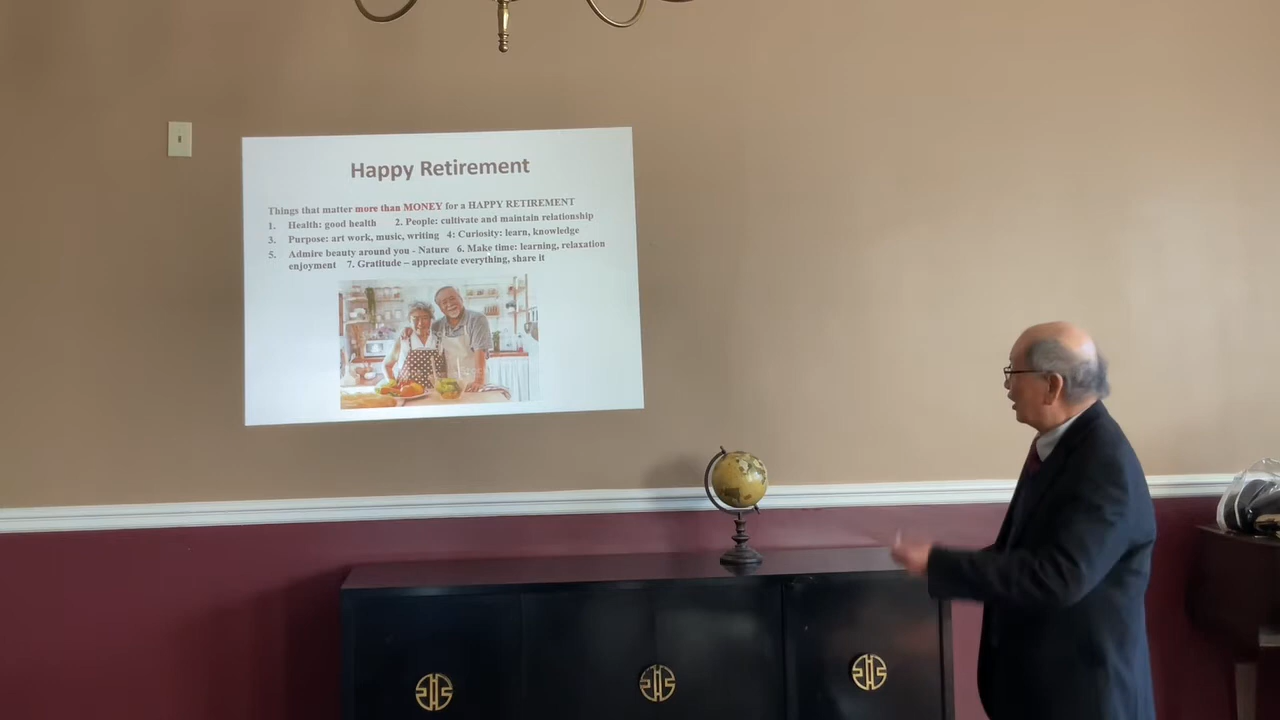 Happy Retirement
Things that matter more than MONEY for a HAPPY RETIREMENT
1. Health: good health 2. People: cultivate and maintain relationship
3. Purpose: art work, music, writing 4: Curiosity: learn, knowledge
5. Admire beauty around you - Nature 6. Make time: learning, relaxation
enjoyment 7. Gratitude – appreciate everything, share it